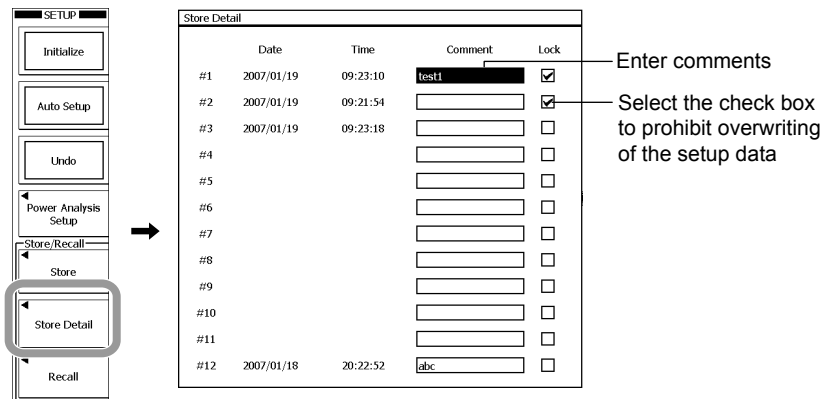 SETUP
Initialize
Auto Setup
Undo
Power Analysis
Setup
Store/Recall
Store
Store Detail
Recall
Store Detail
Date Time Comment Lock
#1 2007/01/19 09:23:10 test1
#2 2007/01/19 09:21:54
#3 2007/01/19 09:23:18
#4
#5
#6
#7
#8
#9
#10
#11
#12 2007/01/18 20:22:52 abc
Enter comments
Select the check box
to prohibit overwriting
of the setup data